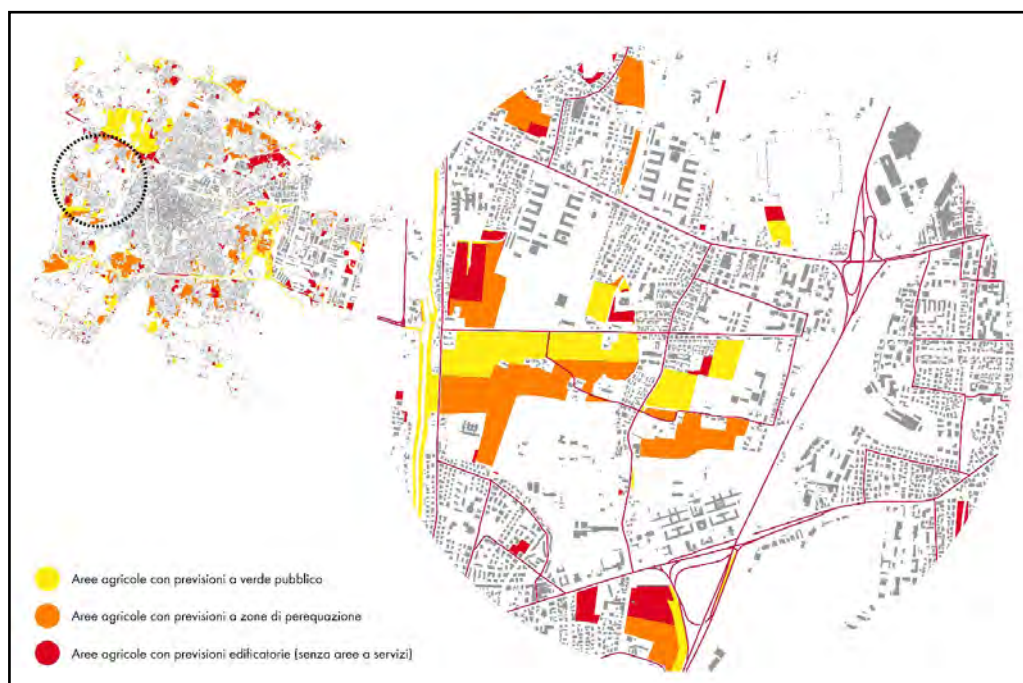 Aree agricole con previsioni a verde pubblico
Aree agricole con previsioni a zone di perequazione
Aree agricole con previsioni edificatorie (senza aree a servizi)